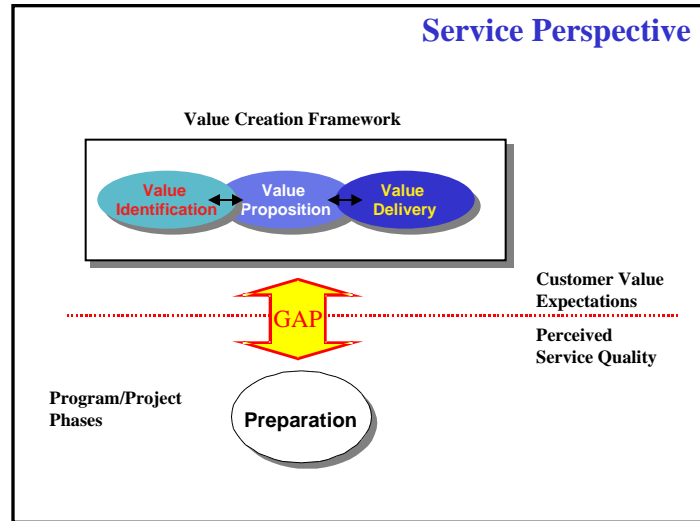 Service Perspective
Value Creation Framework
Value
Identification
Value
Proposition
Value
Delivery
Customer Value
Expectations
GAP
Perceived
Service Quality
Program/Project
Phases
Preparation